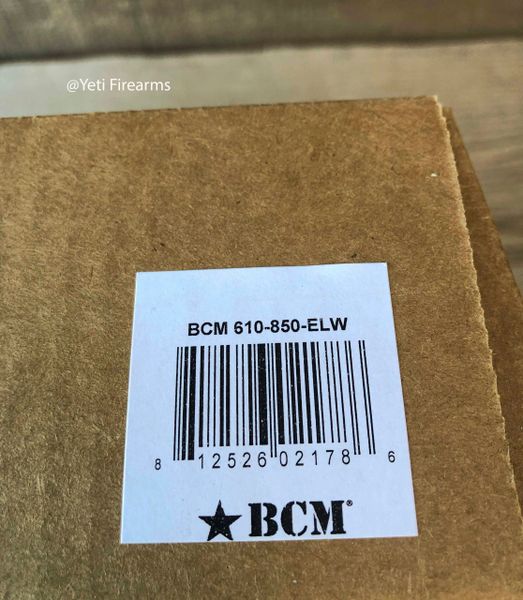 @Yeti Firearms
BCM 610-850-ELW
8 12526 02178 6
BCM®